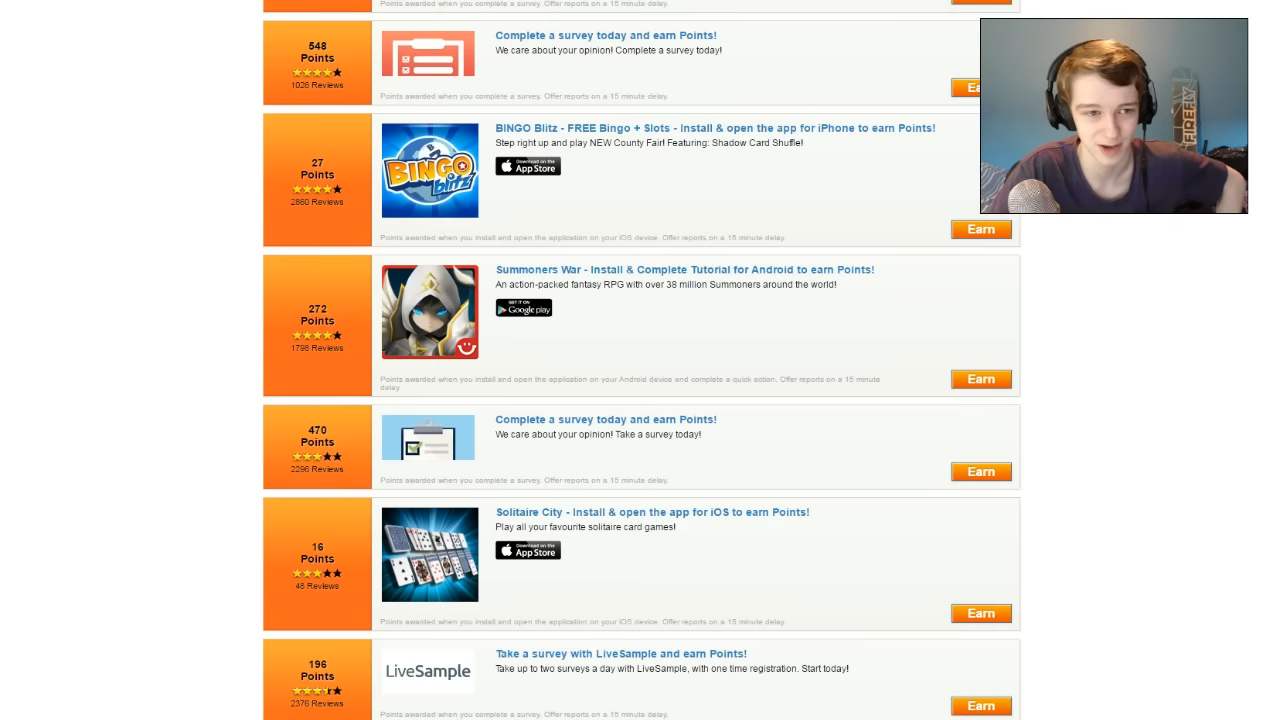 Points awarded when you complete a survey. Offer reports on a 15 minute delay.
548
Points
1026 Reviews
Complete a survey today and earn Points!
We care about your opinion! Complete a survey today!
Points awarded when you complete a survey. Offer reports on a 15 minute delay.
27
Points
2860 Reviews
BINGO
blitz
BINGO Blitz - FREE Bingo + Slots - Install & open the app for iPhone to earn Points!
Step right up and play NEW County Fair! Featuring: Shadow Card Shuffle!
Download on the
App Store
Points awarded when you install and open the application on your iOS device. Offer reports on a 15 minute delay.
Earn
272
Points
1798 Reviews
Summoners War - Install & Complete Tutorial for Android to earn Points!
An action-packed fantasy RPG with over 38 million Summoners around the world!
GET IT ON
Google play
Points awarded when you install and open the application on your Android device and complete a quick action. Offer reports on a 15 minute
delay.
Earn
470
Points
2296 Reviews
Complete a survey today and earn Points!
We care about your opinion! Take a survey today!
Points awarded when you complete a survey. Offer reports on a 15 minute delay.
Earn
16
Points
48 Reviews
Solitaire City - Install & open the app for iOS to earn Points!
Play all your favourite solitaire card games!
Download on the
App Store
Points awarded when you install and open the application on your iOS device. Offer reports on a 15 minute delay.
Earn
196
Points
2376 Reviews
LiveSample
Take a survey with LiveSample and earn Points!
Take up to two surveys a day with LiveSample, with one time registration. Start today!
Points awarded when you complete a survey. Offer reports on a 15 minute delay.
Earn